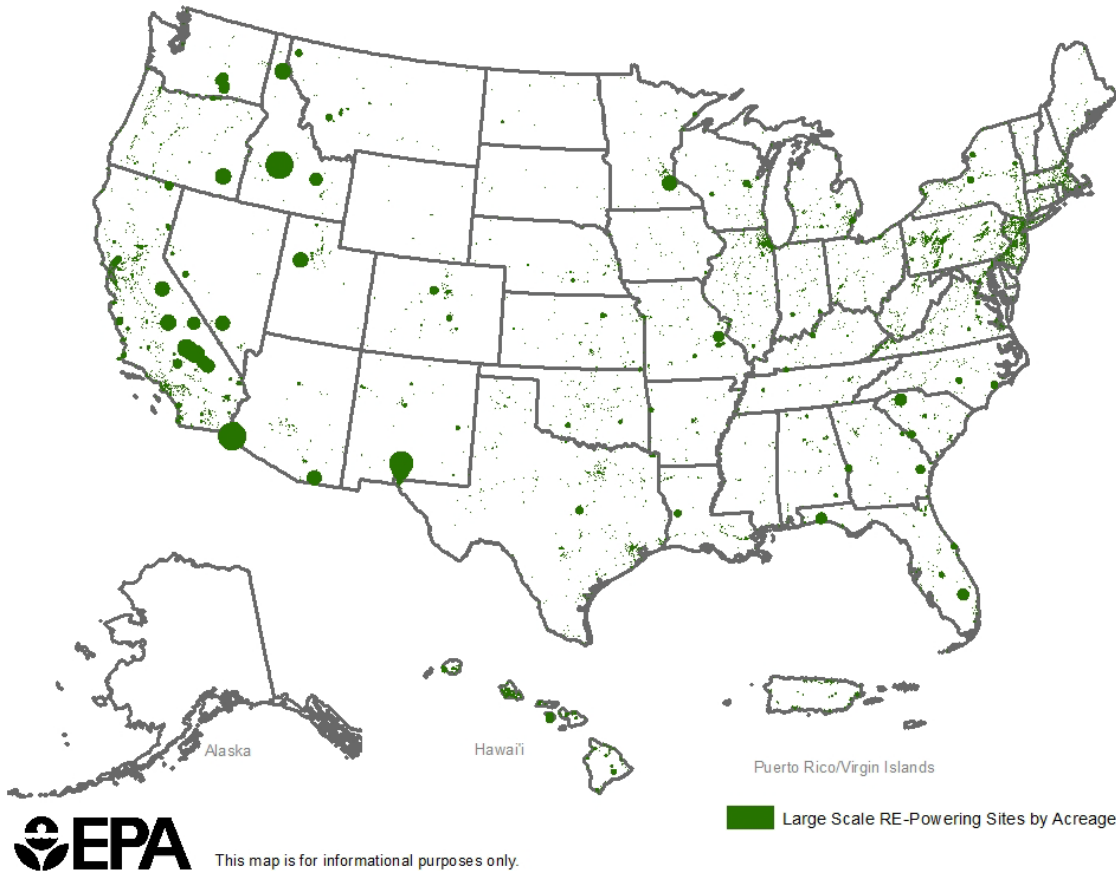 Alaska
Hawai'i
Puerto Rico/Virgin Islands
Large Scale RE-Powering Sites by Acreage
EPA
This map is for informational purposes only.